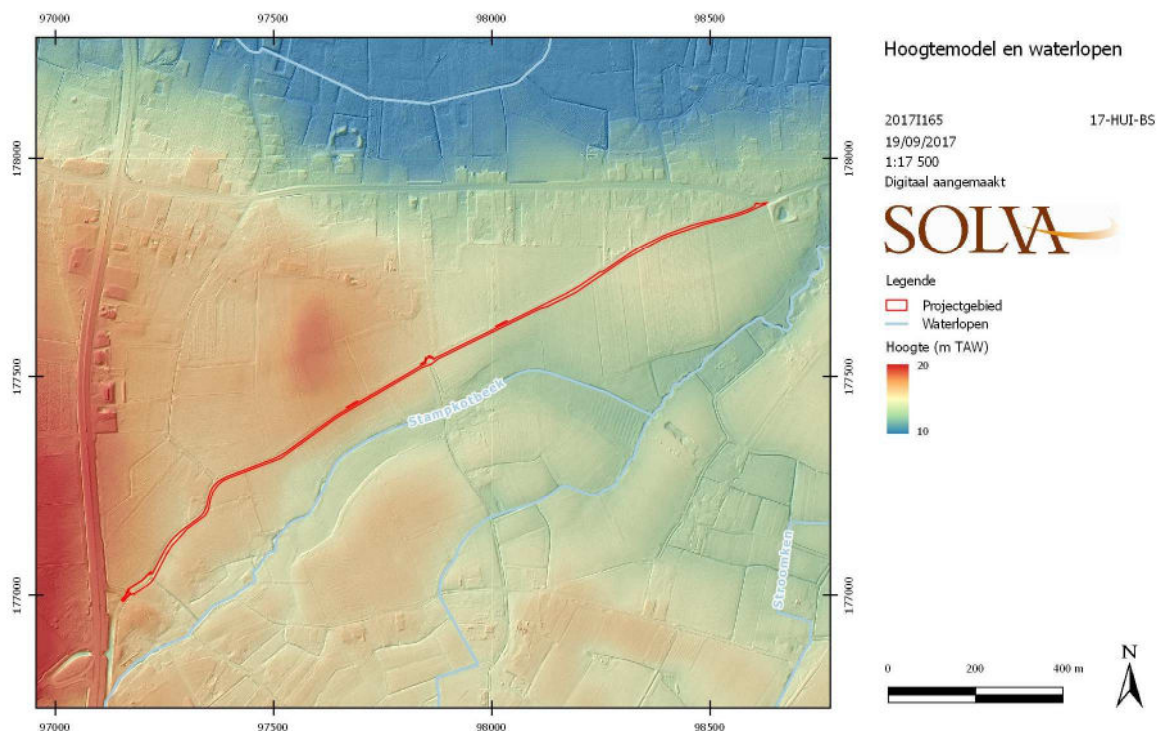 97000 97500 98000 98500
Hoogtemodel en waterlopen
2017I165 17-HUI-BS
19/09/2017
1:17 500
Digitaal aangemaakt
SOLVA
Legende
Projectgebied
Waterlopen
Hoogte (m TAW)
20
10
178000 178000
177500 177500
177000 177000
Stampkotbeek
Stroomken
97000 97500 98000 98500
0 200 400 m
N